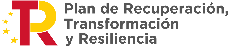 Plan de Recuperación,
Transformación
y Resiliencia